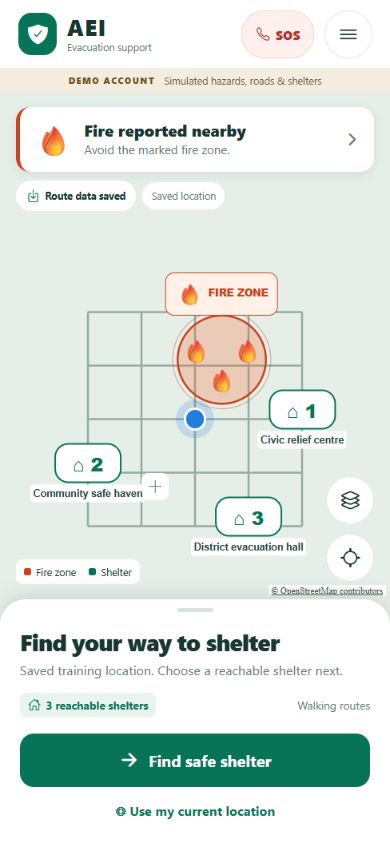 AEI
Evacuation support
SOS
DEMO ACCOUNT Simulated hazards, roads & shelters
Fire reported nearby
Avoid the marked fire zone.
Route data saved
Saved location
FIRE ZONE
1
Civic relief centre
2
Community safe haven
3
District evacuation hall
Fire zone
Shelter
© OpenStreetMap contributors
Find your way to shelter
Saved training location. Choose a reachable shelter next.
3 reachable shelters
Walking routes
Find safe shelter
Use my current location